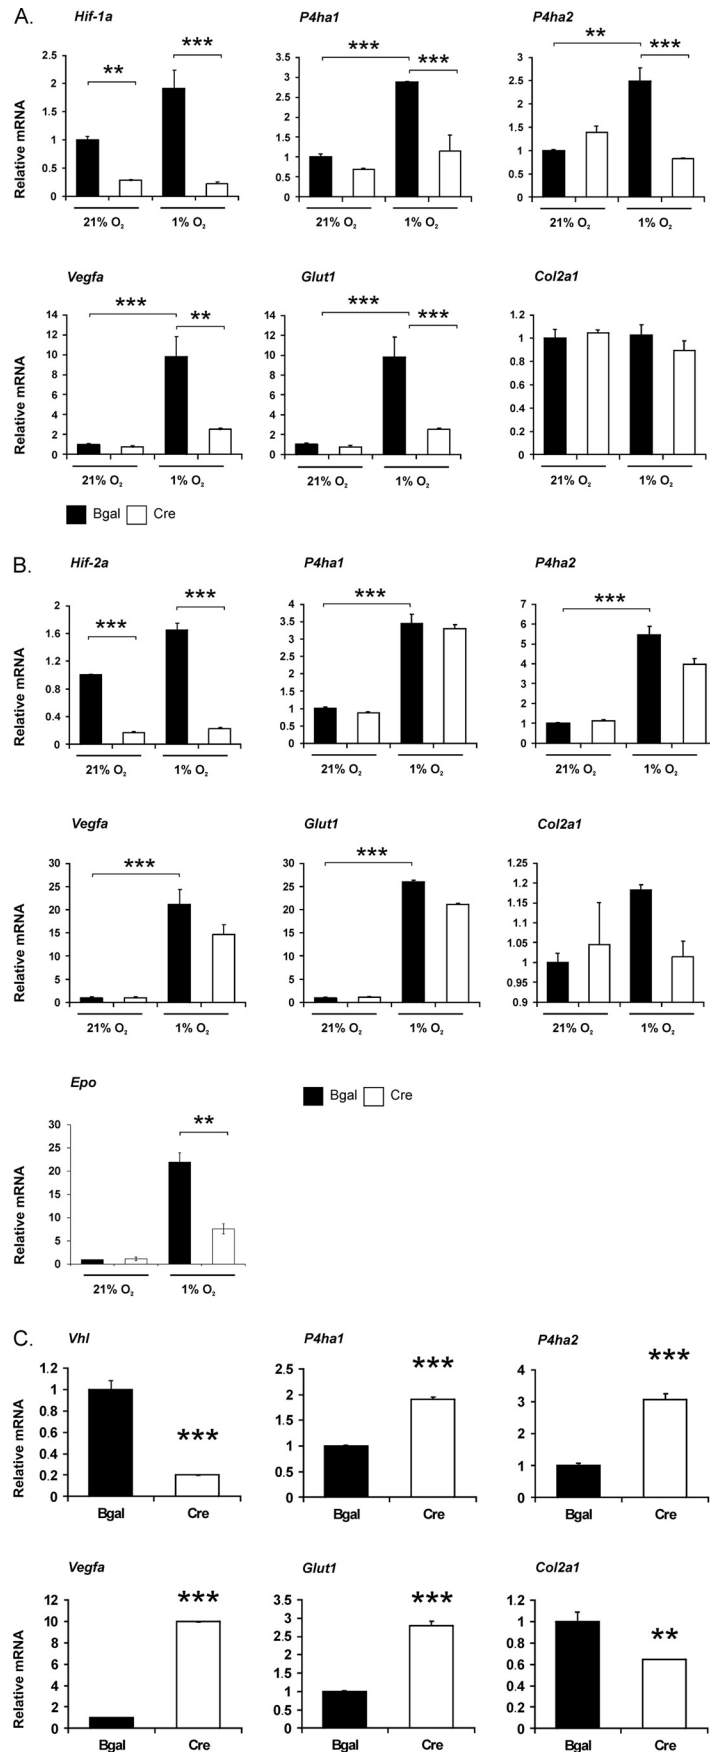 A.
Hif-1a P4ha1 P4ha2
*** *** ** ***
** ***
Relative mRNA
2.5 2 1.5 1 0.5 0
3.5 3 2.5 2 1.5 1 0.5 0
3 2.5 2 1.5 1 0.5 0
21% O₂ 1% O₂ 21% O₂ 1% O₂ 21% O₂ 1% O₂
Vegfa Glut1 Col2a1
*** ** *** ***
Relative mRNA
14 12 10 8 6 4 2 0
14 12 10 8 6 4 2 0
1.2 1 0.8 0.6 0.4 0.2 0
21% O₂ 1% O₂ 21% O₂ 1% O₂ 21% O₂ 1% O₂
Bgal Cre
B.
Hif-2a P4ha1 P4ha2
*** *** *** ***
Relative mRNA
2 1.6 1.2 0.8 0.4 0
4 3.5 3 2.5 2 1.5 1 0.5 0
7 6 5 4 3 2 1 0
21% O₂ 1% O₂ 21% O₂ 1% O₂ 21% O₂ 1% O₂
Vegfa Glut1 Col2a1
*** ***
Relative mRNA
30 25 20 15 10 5 0
30 25 20 15 10 5 0
1.25 1.2 1.15 1.1 1.05 1 0.95 0.9
21% O₂ 1% O₂ 21% O₂ 1% O₂ 21% O₂ 1% O₂
Epo
Bgal Cre
**
Relative mRNA
30 25 20 15 10 5 0
21% O₂ 1% O₂
C.
Vhl P4ha1 P4ha2
*** *** ***
Relative mRNA
1.2 1 0.8 0.6 0.4 0.2 0
2.5 2 1.5 1 0.5 0
4 3 2 1 0
Bgal Cre Bgal Cre Bgal Cre
Vegfa Glut1 Col2a1
*** *** **
Relative mRNA
12 10 8 6 4 2 0
3.5 3 2.5 2 1.5 1 0.5 0
1.2 1 0.8 0.6 0.4 0.2 0
Bgal Cre Bgal Cre Bgal Cre